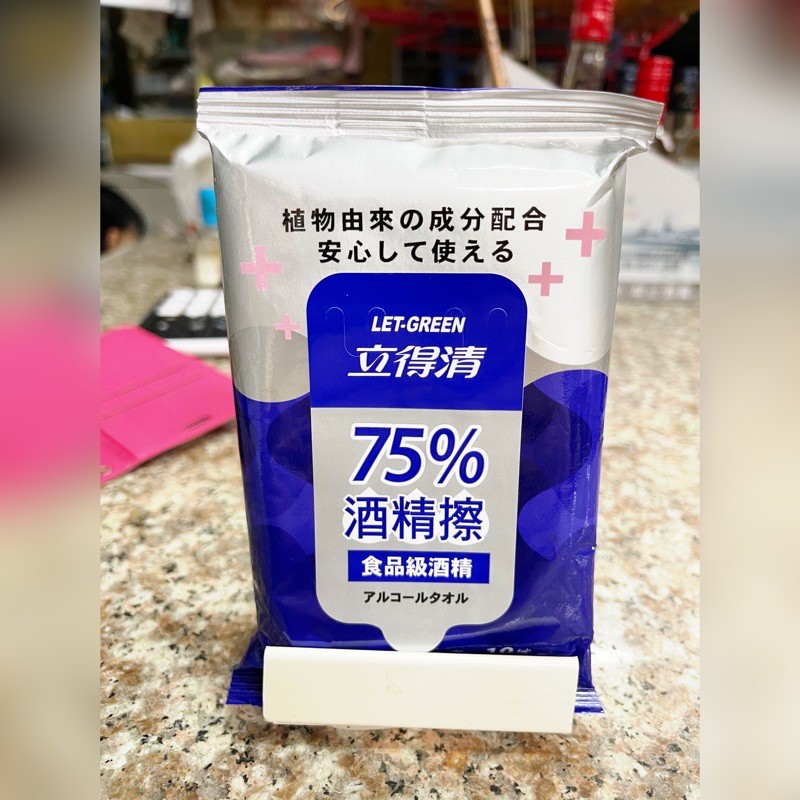 植物由來の成分配合
安心して使える
LET-GREEN
立得清
75%
酒精擦
食品級酒精
アルコールタオル